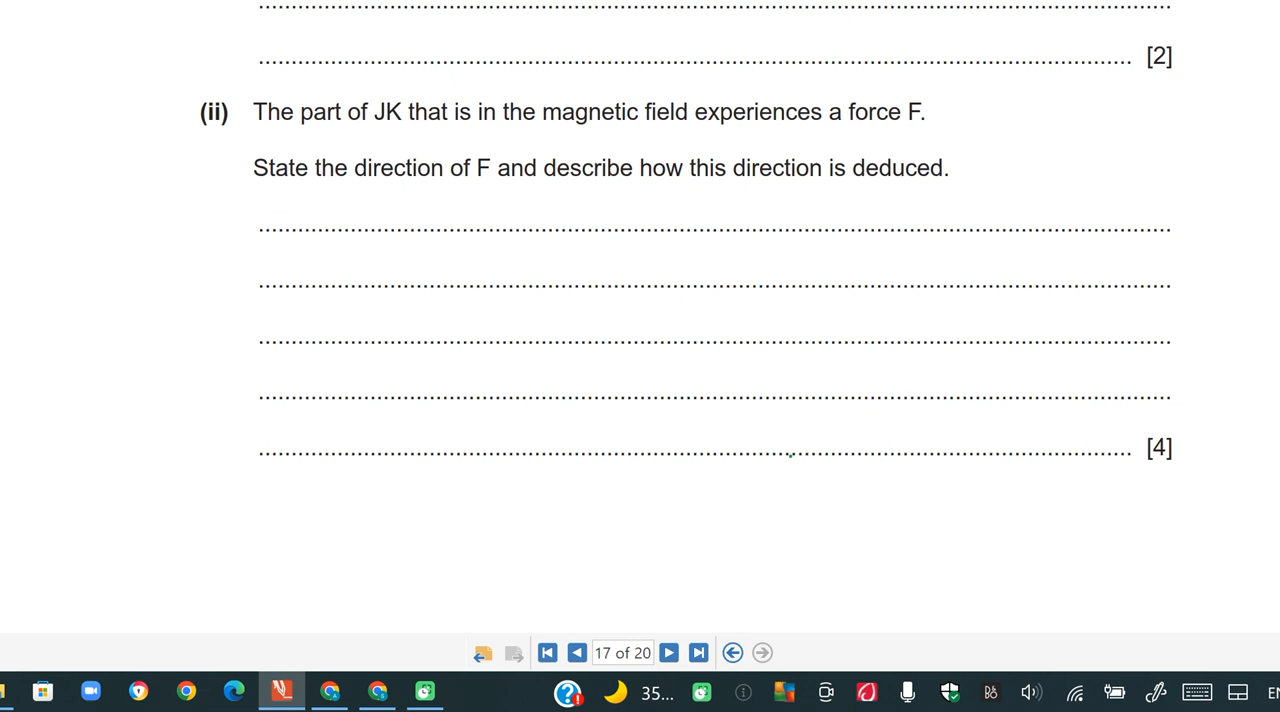 [2]
(ii) The part of JK that is in the magnetic field experiences a force F.
State the direction of F and describe how this direction is deduced.
[4]
17 of 20
35...
EN